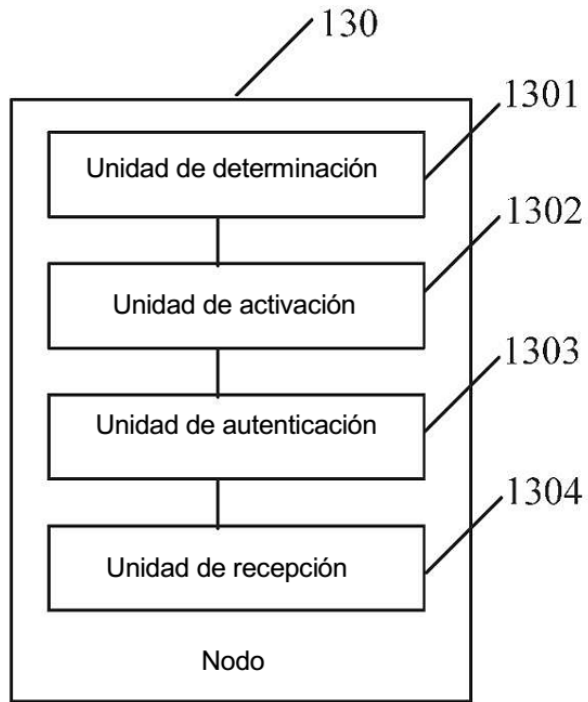 130
1301
Unidad de determinación
1302
Unidad de activación
1303
Unidad de autenticación
1304
Unidad de recepción
Nodo